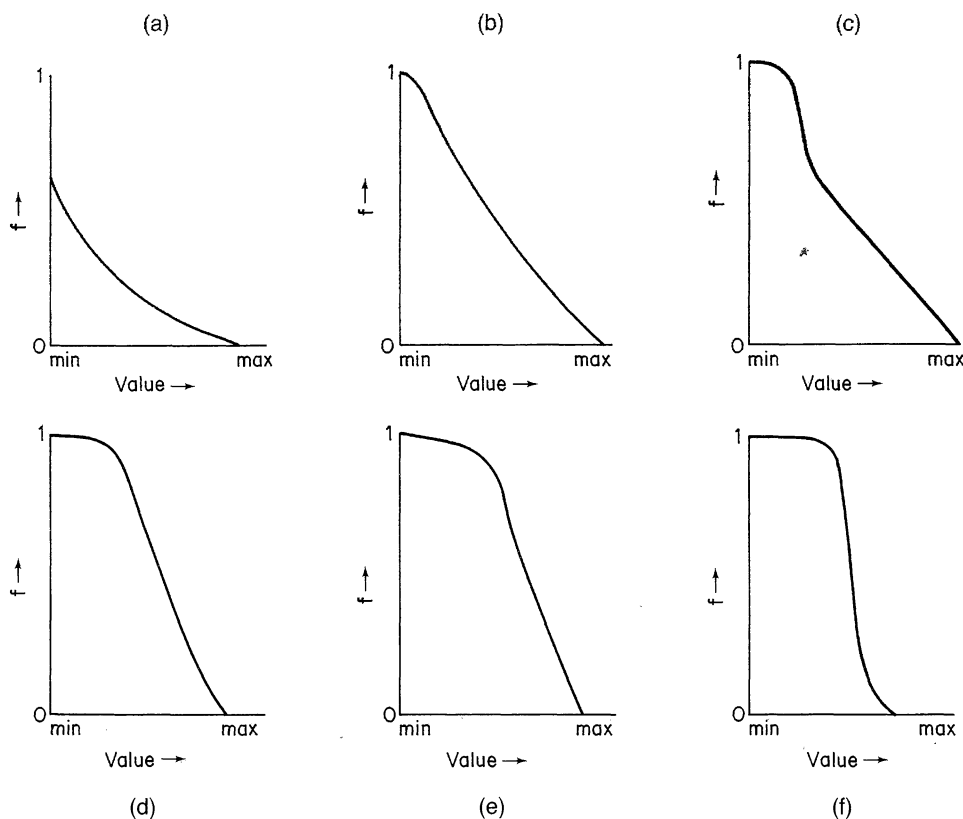 (a) (b) (c)
1 1 1
f → f → f →
0 0 0
min max min max min max
Value → Value → Value →
1 1 1
f → f → f →
0 0 0
min max min max min max
Value → Value → Value →
(d) (e) (f)